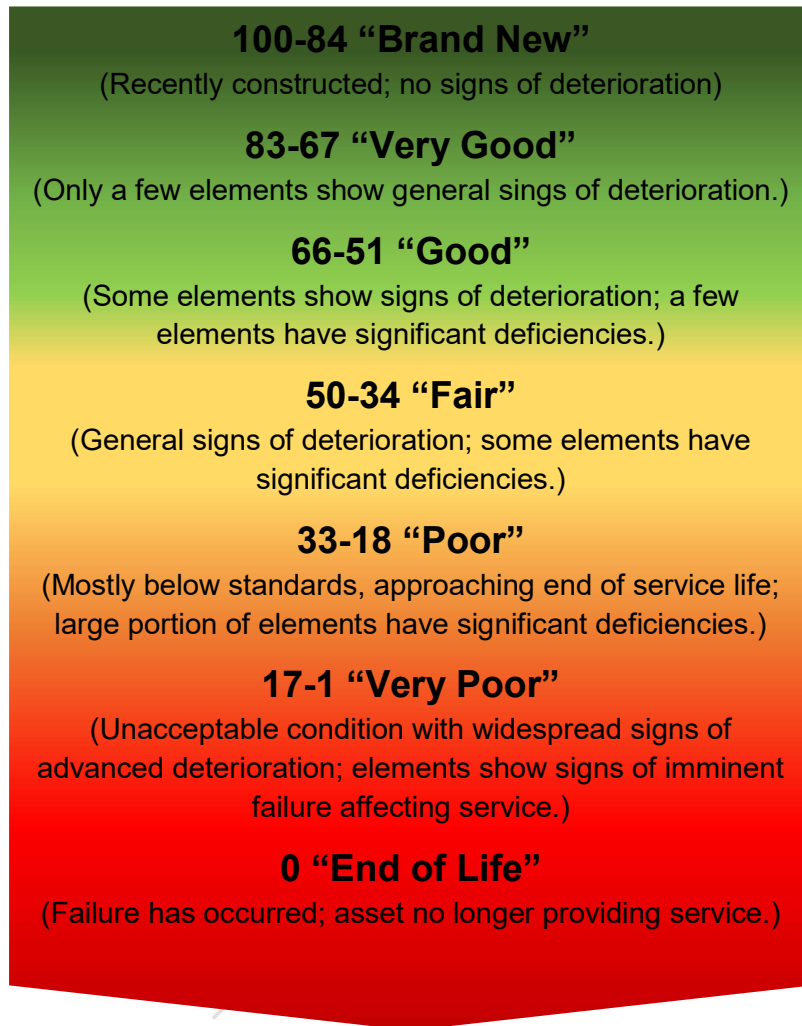 100-84 “Brand New”
(Recently constructed; no signs of deterioration)
83-67 “Very Good”
(Only a few elements show general sings of deterioration.)
66-51 “Good”
(Some elements show signs of deterioration; a few
elements have significant deficiencies.)
50-34 “Fair”
(General signs of deterioration; some elements have
significant deficiencies.)
33-18 “Poor”
(Mostly below standards, approaching end of service life;
large portion of elements have significant deficiencies.)
17-1 “Very Poor”
(Unacceptable condition with widespread signs of
advanced deterioration; elements show signs of imminent
failure affecting service.)
0 “End of Life”
(Failure has occurred; asset no longer providing service.)